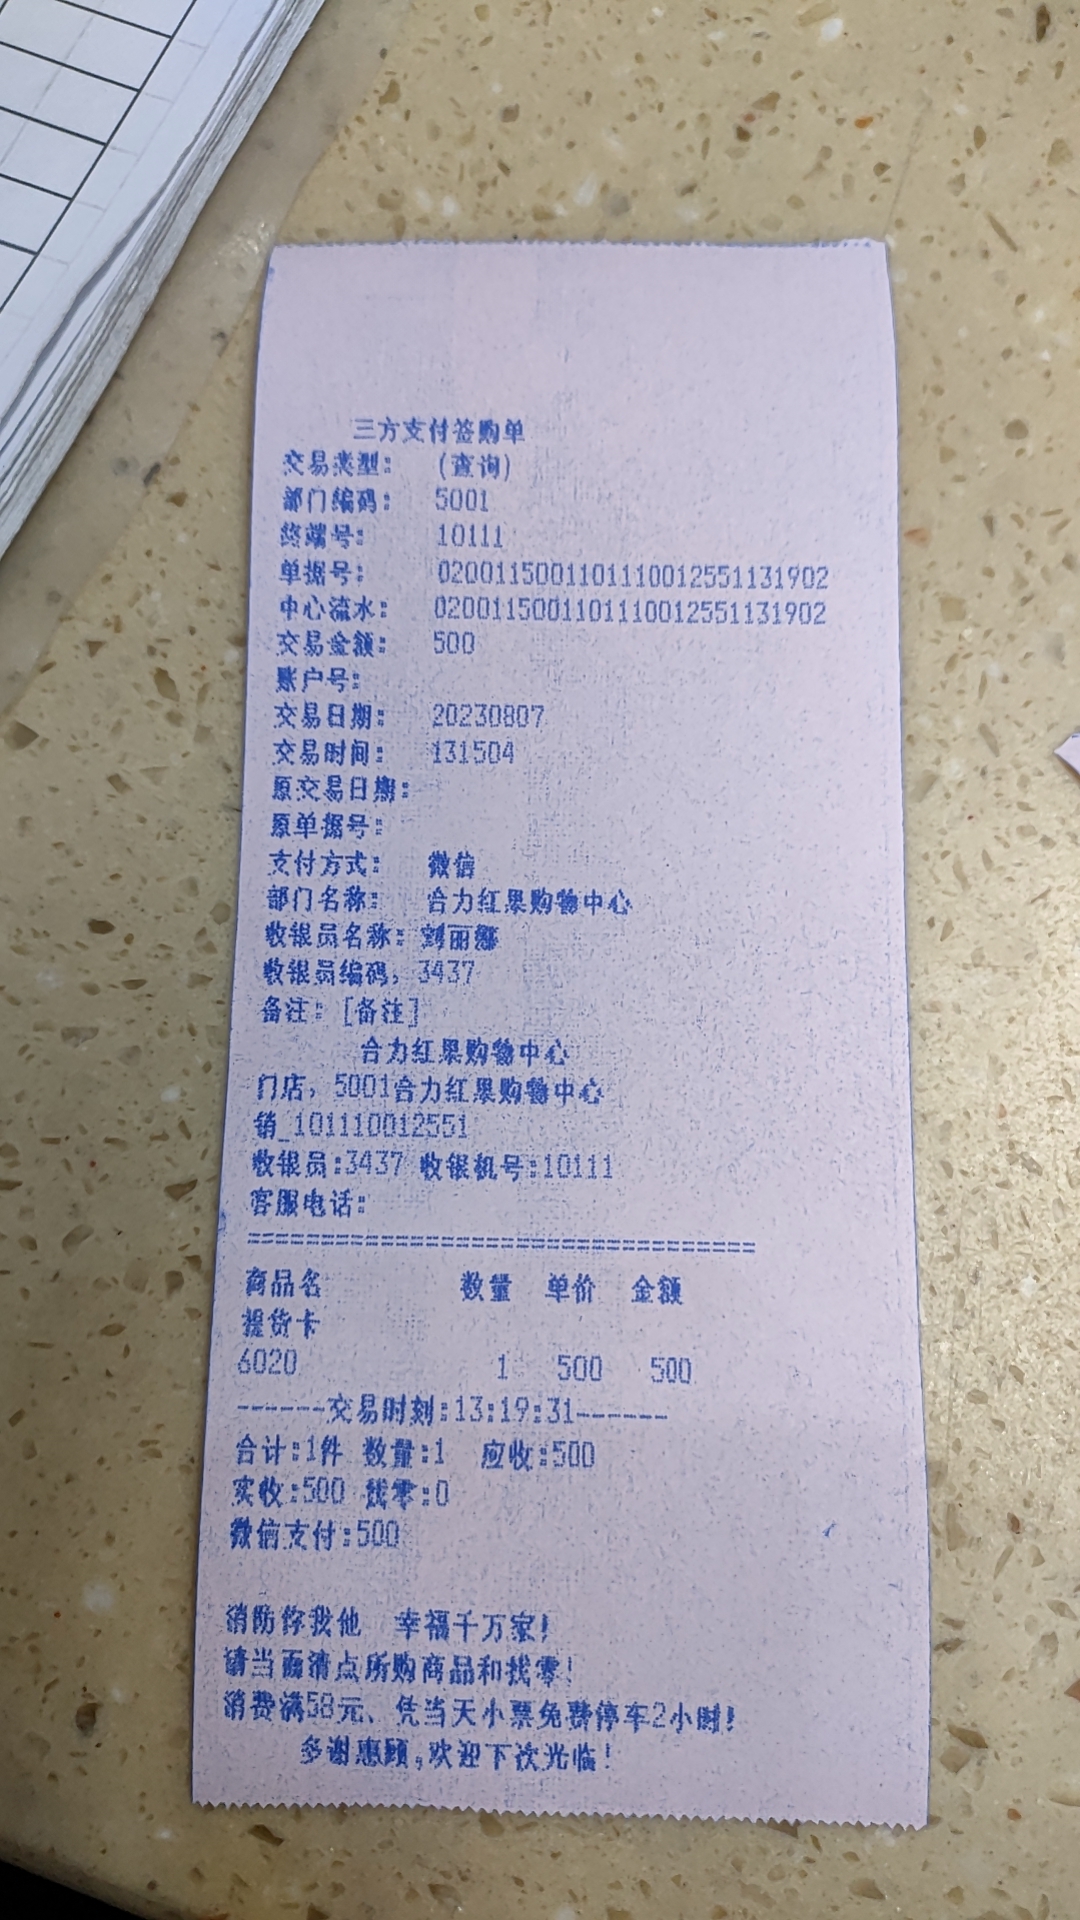 三方支付签购单
交易类型： （查询）
部门编码： 5001
终端号： 10111
单据号： 020011500110111001255​1131902
中心流水： 0200115001101110012551131902
交易金额： 500
账户号：
交易日期： 20230807
交易时间： 131504
原交易日期：
原单据号：
支付方式： 微信
部门名称： 合力红果购物中心
收银员名称：刘丽娜
收银员编码，3437
备注：[备注]
合力红果购物中心
门店，5001合力红果购物中心
销_101110012551
收银员:3437 收银机号:10111
客服电话：
===================================
商品名 数量 单价 金额
提货卡
6020 1 500 500
------交易时刻:13:19:31------
合计:1件 数量:1 应收:500
实收:500 找零:0
微信支付:500
消防你我他 幸福千万家！
请当面清点所购商品和找零！
消费满58元、凭当天小票免费停车2小时！
多谢惠顾,欢迎下次光临！